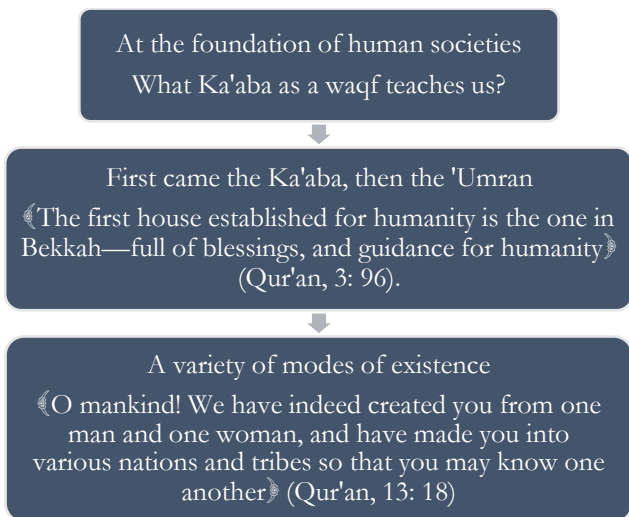 At the foundation of human societies
What Ka'aba as a waqf teaches us?
First came the Ka'aba, then the 'Umran
﴾The first house established for humanity is the one in
Bekkah—full of blessings, and guidance for humanity﴿
(Qur'an, 3: 96).
A variety of modes of existence
﴾O mankind! We have indeed created you from one
man and one woman, and have made you into
various nations and tribes so that you may know one
another﴿ (Qur'an, 13: 18)